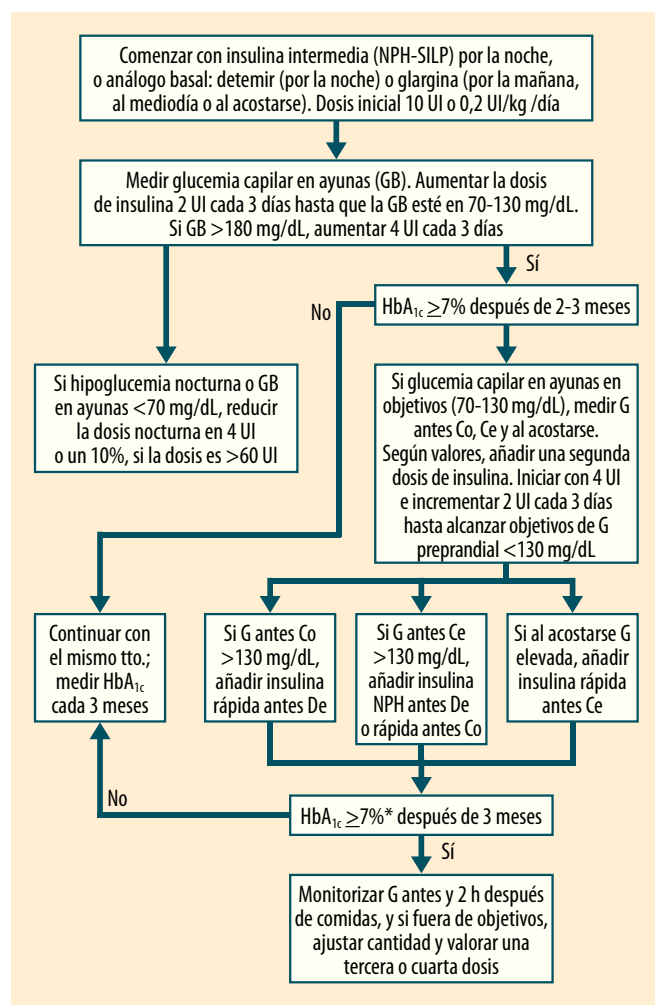 Comenzar con insulina intermedia (NPH-SILP) por la noche,
o análogo basal: detemir (por la noche) o glargina (por la mañana,
al mediodía o al acostarse). Dosis inicial 10 UI o 0,2 UI/kg /día
Medir glucemia capilar en ayunas (GB). Aumentar la dosis
de insulina 2 UI cada 3 días hasta que la GB esté en 70-130 mg/dL.
Si GB >180 mg/dL, aumentar 4 UI cada 3 días
Sí
No
HbA1c ≥7% después de 2-3 meses
Si hipoglucemia nocturna o GB
en ayunas <70 mg/dL, reducir
la dosis nocturna en 4 UI
o un 10%, si la dosis es >60 UI
Si glucemia capilar en ayunas en
objetivos (70-130 mg/dL), medir G
antes Co, Ce y al acostarse.
Según valores, añadir una segunda
dosis de insulina. Iniciar con 4 UI
e incrementar 2 UI cada 3 días
hasta alcanzar objetivos de G
preprandial <130 mg/dL
Continuar con
el mismo tto.;
medir HbA1c
cada 3 meses
Si G antes Co
>130 mg/dL,
añadir insulina
rápida antes De
Si G antes Ce
>130 mg/dL,
añadir insulina
NPH antes De
o rápida antes Co
Si al acostarse G
elevada, añadir
insulina rápida
antes Ce
No
HbA1c ≥7%* después de 3 meses
Sí
Monitorizar G antes y 2 h después
de comidas, y si fuera de objetivos,
ajustar cantidad y valorar una
tercera o cuarta dosis